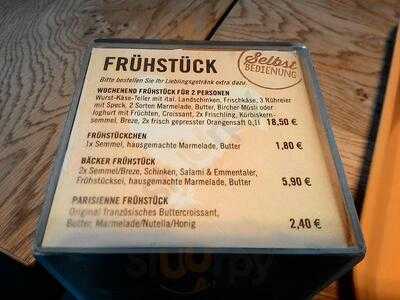 FRÜHSTÜCK
Selbst
BEDIENUNG
Bitte bestellen Sie Ihr Lieblingsgetränk extra dazu.
WOCHENEND FRÜHSTÜCK FÜR 2 PERSONEN
Wurst-Käse-Teller mit ital. Landschinken, Frischkäse, 3 Rühreier
mit Speck, 2 Sorten Marmelade, Butter, Bircher Müsli oder
Joghurt mit Früchten, Croissant, 2x Frischling, Körbiskern-
semmel, Breze, 2x frisch gepresster Orangensaft 0,1l 18,50 €
FRÜHSTÜCKCHEN
1x Semmel, hausgemachte Marmelade, Butter 1,80 €
BÄCKER FRÜHSTÜCK
2x Semmel/Breze, Schinken, Salami & Emmentaler,
Frühstücksei, hausgemachte Marmelade, Butter 5,90 €
PARISIENNE FRÜHSTÜCK
Original französisches Buttercroissant,
Butter, Marmelade/Nutella/Honig 2,40 €